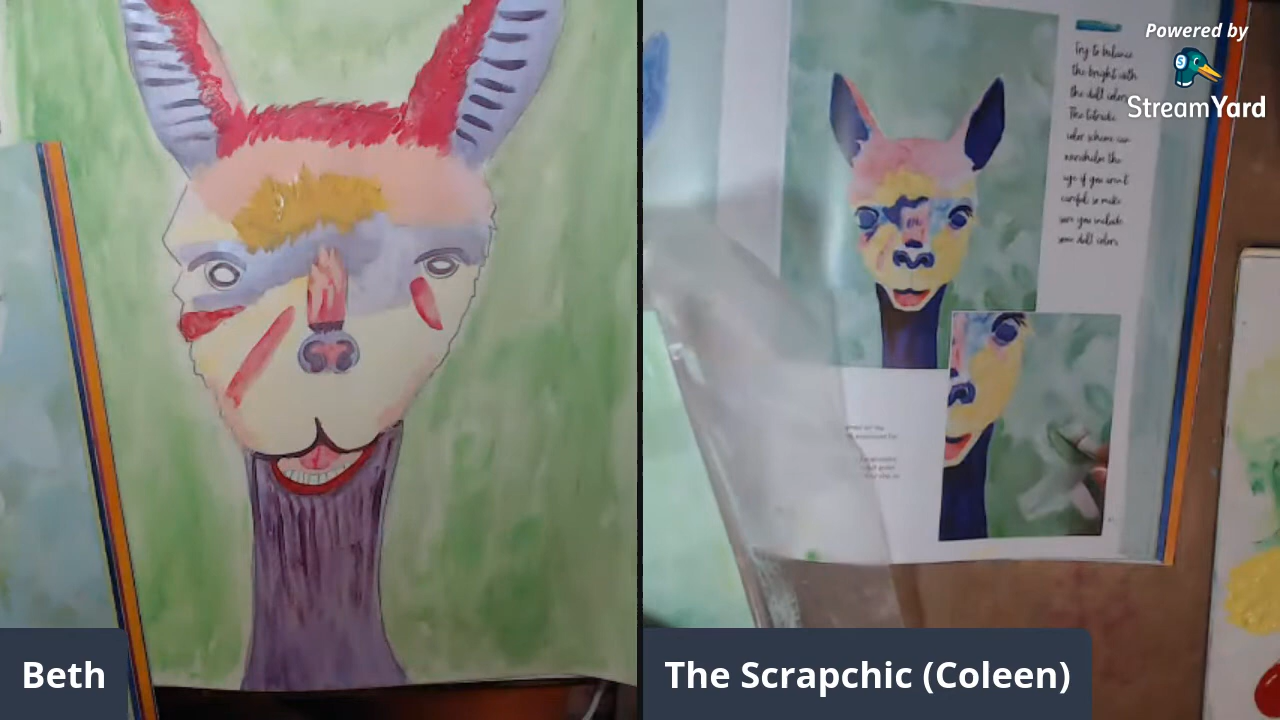 Powered by
StreamYard
Try to balance
the bright with
the dull colors.
The tetradic
color scheme can
overwhelm the
eye if you aren't
careful, so make
sure you include
some dull colors.
Beth
The Scrapchic (Coleen)